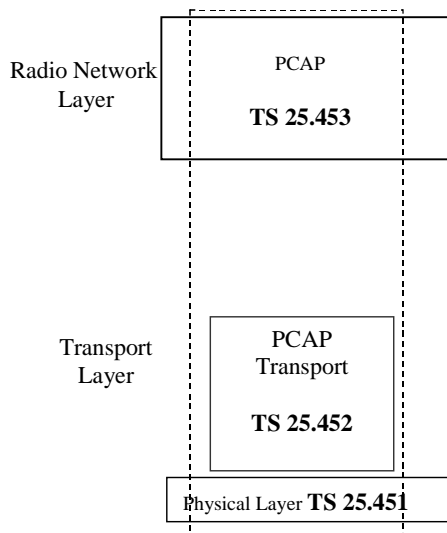 Radio Network
Layer
PCAP
TS 25.453
Transport
Layer
PCAP
Transport
TS 25.452
Physical Layer TS 25.451